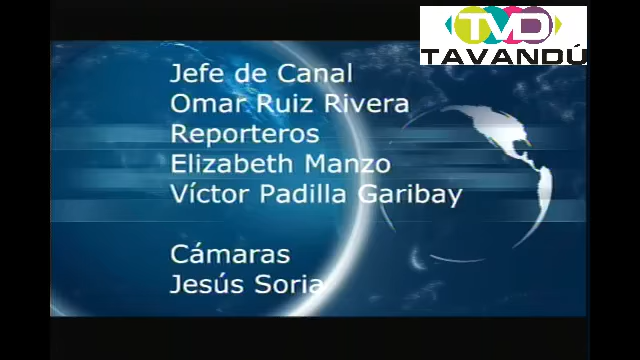 TVD
TAVANDÚ
Jefe de Canal
Omar Ruiz Rivera
Reporteros
Elizabeth Manzo
Víctor Padilla Garibay
Cámaras
Jesús Soria